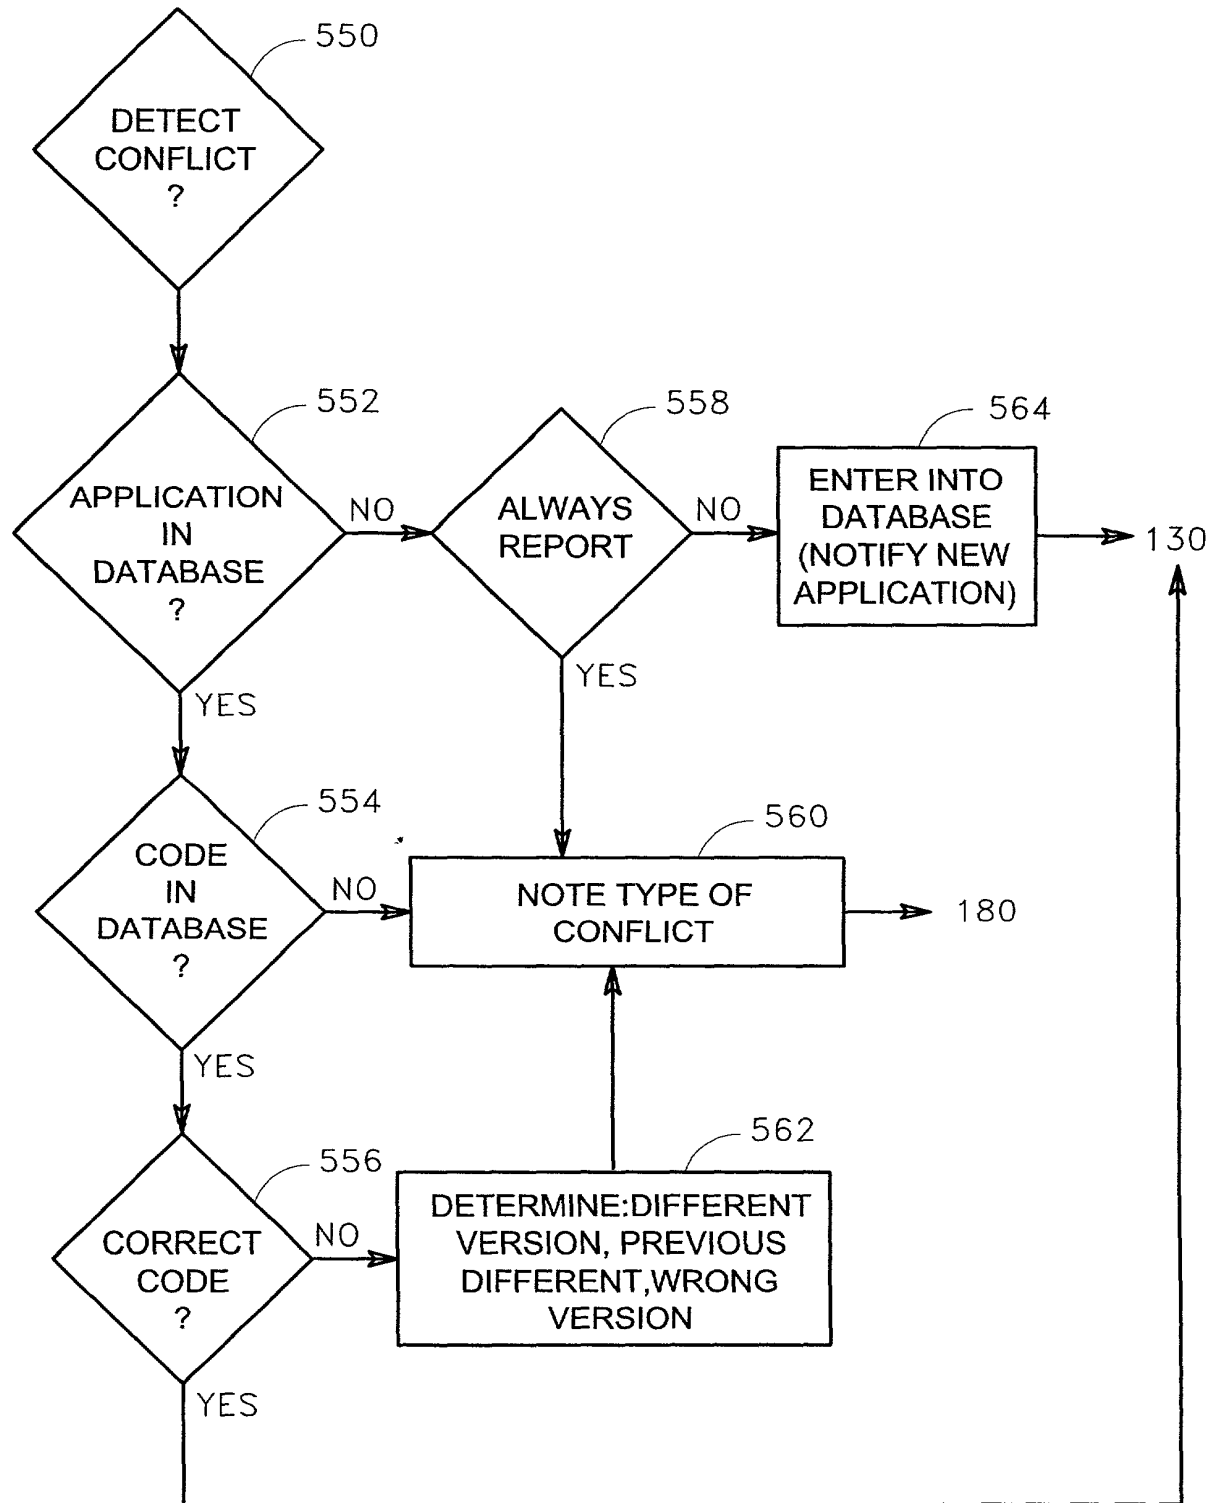 550
DETECT
CONFLICT
?
552
APPLICATION
IN
DATABASE
?
NO
558
ALWAYS
REPORT
NO
564
ENTER INTO
DATABASE
(NOTIFY NEW
APPLICATION)
130
YES
YES
554
CODE
IN
DATABASE
?
NO
560
NOTE TYPE OF
CONFLICT
180
YES
556
CORRECT
CODE
?
NO
562
DETERMINE:DIFFERENT
VERSION, PREVIOUS
DIFFERENT,WRONG
VERSION
YES